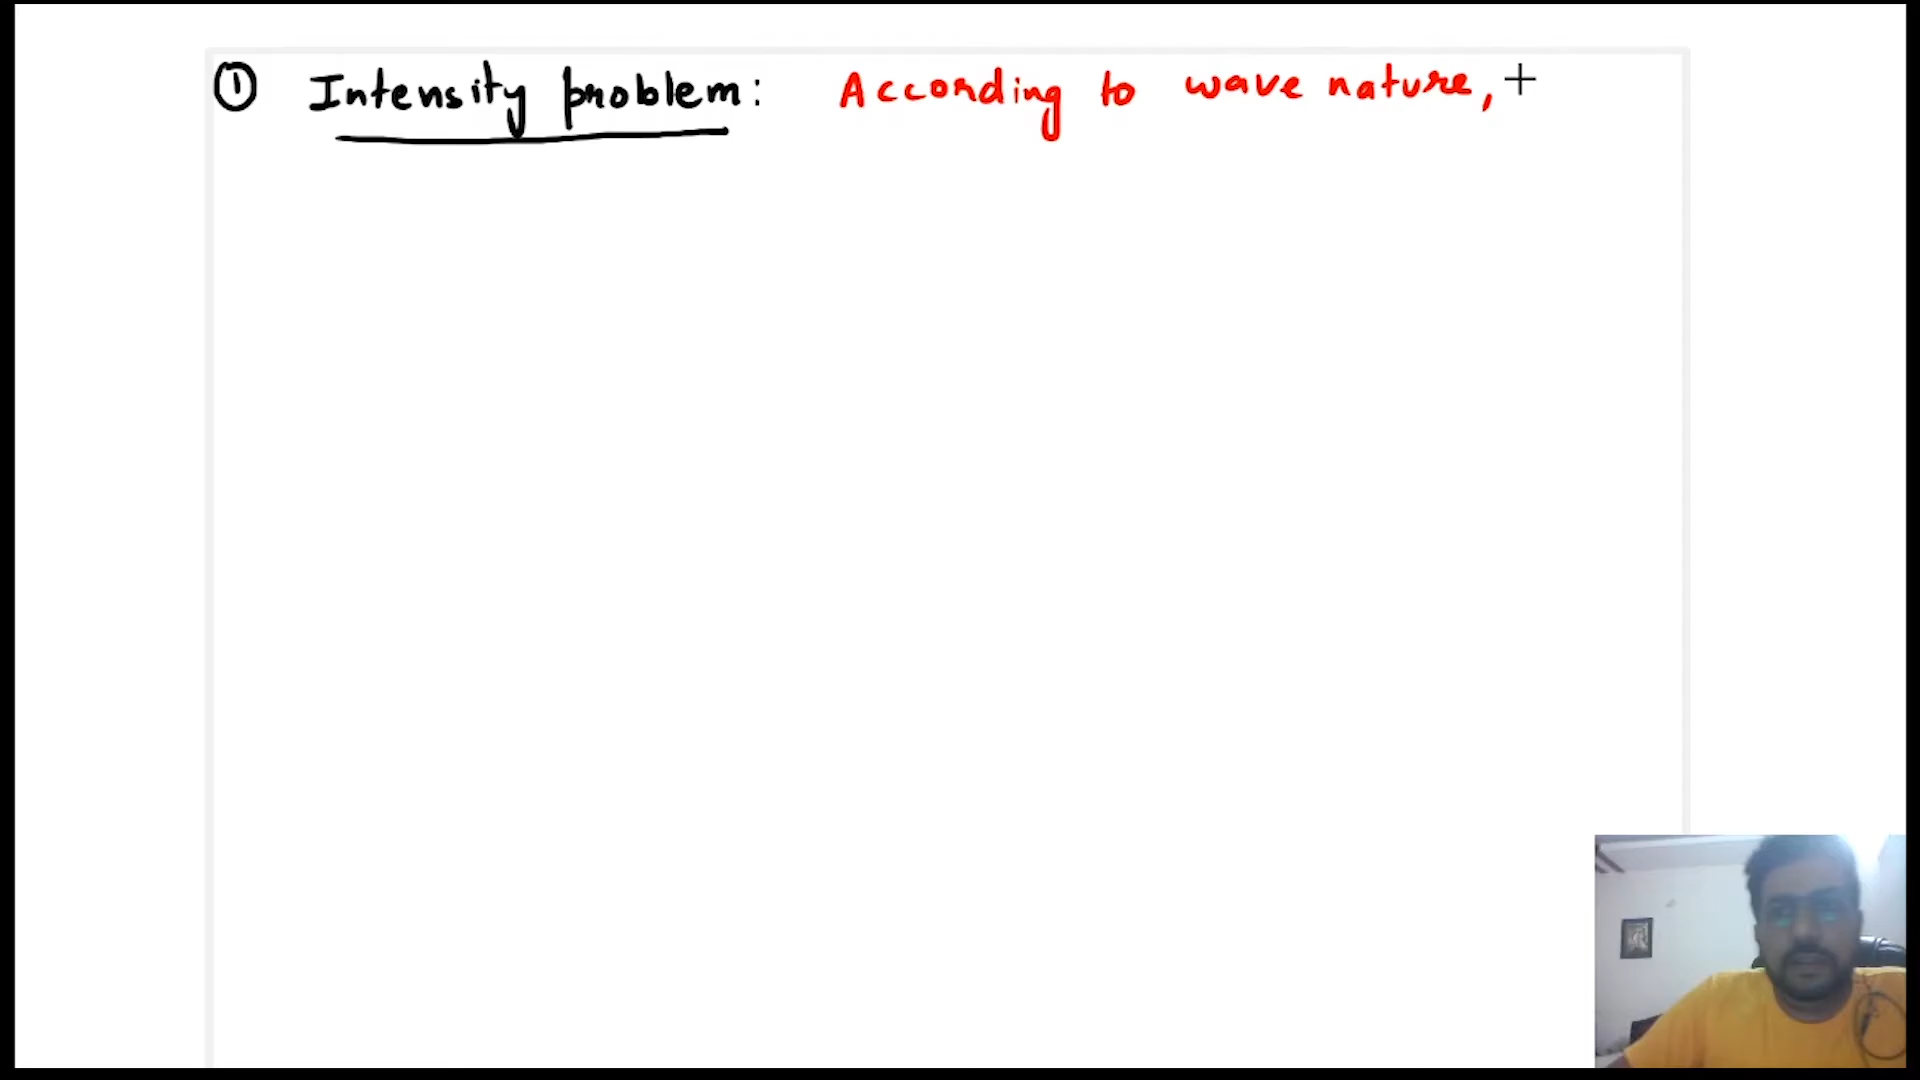 ① Intensity problem: According to wave nature,